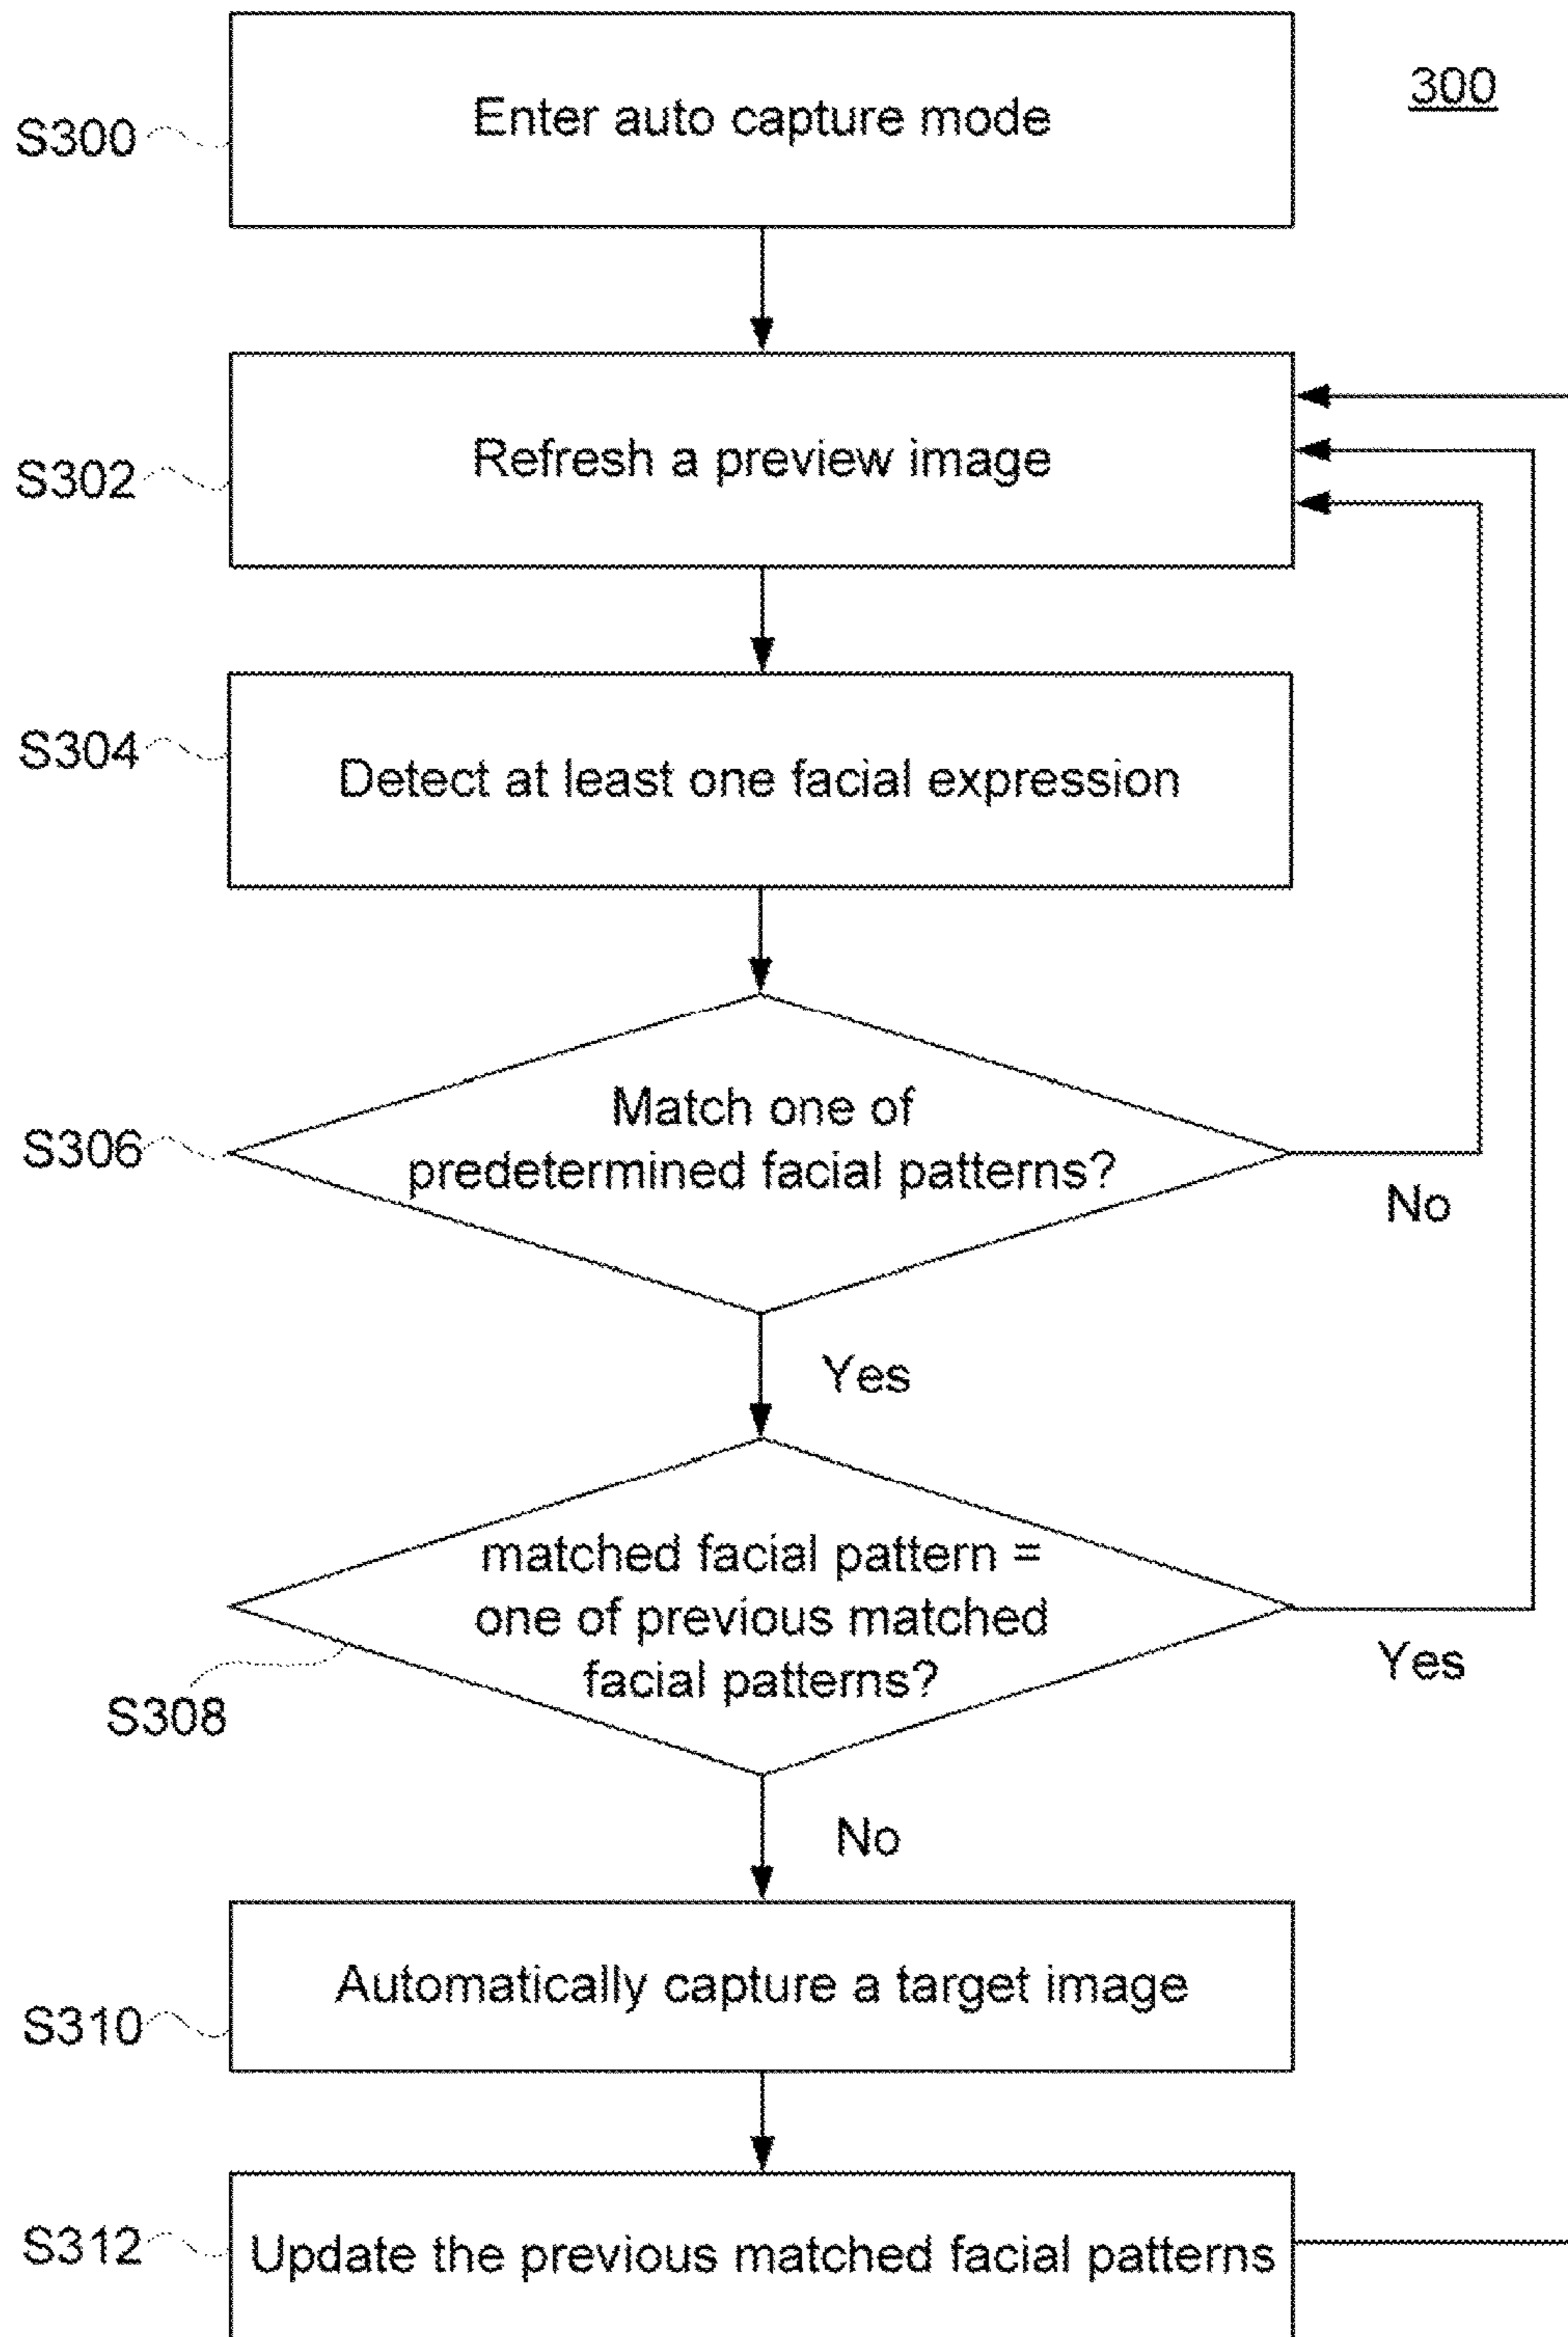 300
S300
Enter auto capture mode
S302
Refresh a preview image
S304
Detect at least one facial expression
S306
Match one of
predetermined facial patterns?
No
Yes
S308
matched facial pattern =
one of previous matched
facial patterns?
Yes
No
S310
Automatically capture a target image
S312
Update the previous matched facial patterns